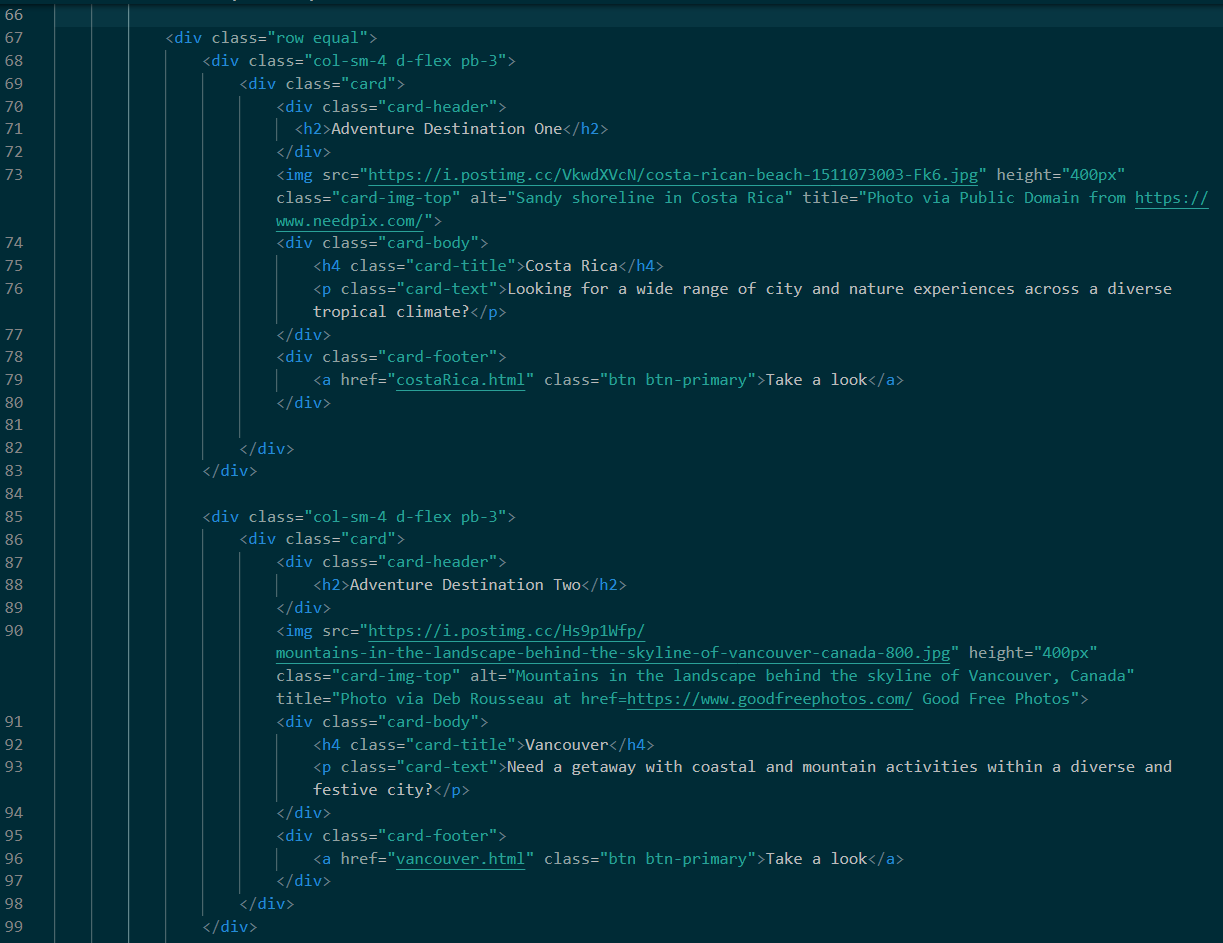 66
67 <div class="row equal">
68 <div class="col-sm-4 d-flex pb-3">
69 <div class="card">
70 <div class="card-header">
71 <h2>Adventure Destination One</h2>
72 </div>
73 <img src="https://i.postimg.cc/VkwdXVcN/costa-rican-beach-1511073003-Fk6.jpg" height="400px"
class="card-img-top" alt="Sandy shoreline in Costa Rica" title="Photo via Public Domain from https://
www.needpix.com/">
74 <div class="card-body">
75 <h4 class="card-title">Costa Rica</h4>
76 <p class="card-text">Looking for a wide range of city and nature experiences across a diverse
tropical climate?</p>
77 </div>
78 <div class="card-footer">
79 <a href="costaRica.html" class="btn btn-primary">Take a look</a>
80 </div>
81
82 </div>
83 </div>
84
85 <div class="col-sm-4 d-flex pb-3">
86 <div class="card">
87 <div class="card-header">
88 <h2>Adventure Destination Two</h2>
89 </div>
90 <img src="https://i.postimg.cc/Hs9p1Wfp/
mountains-in-the-landscape-behind-the-skyline-of-vancouver-canada-800.jpg" height="400px"
class="card-img-top" alt="Mountains in the landscape behind the skyline of Vancouver, Canada"
title="Photo via Deb Rousseau at href=https://www.goodfreephotos.com/ Good Free Photos">
91 <div class="card-body">
92 <h4 class="card-title">Vancouver</h4>
93 <p class="card-text">Need a getaway with coastal and mountain activities within a diverse and
festive city?</p>
94 </div>
95 <div class="card-footer">
96 <a href="vancouver.html" class="btn btn-primary">Take a look</a>
97 </div>
98 </div>
99 </div>